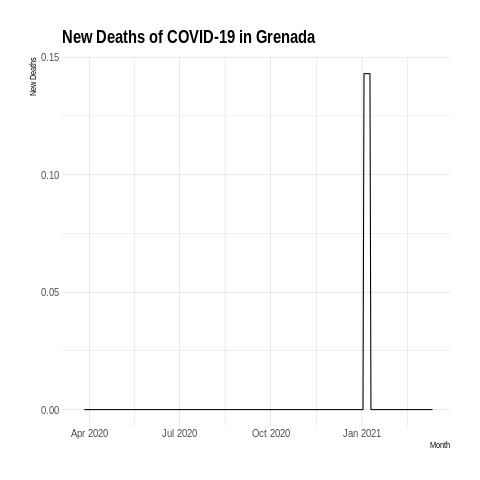 New Deaths of COVID-19 in Grenada
New Deaths
0.15
0.10
0.05
0.00
Apr 2020 Jul 2020 Oct 2020 Jan 2021
Month